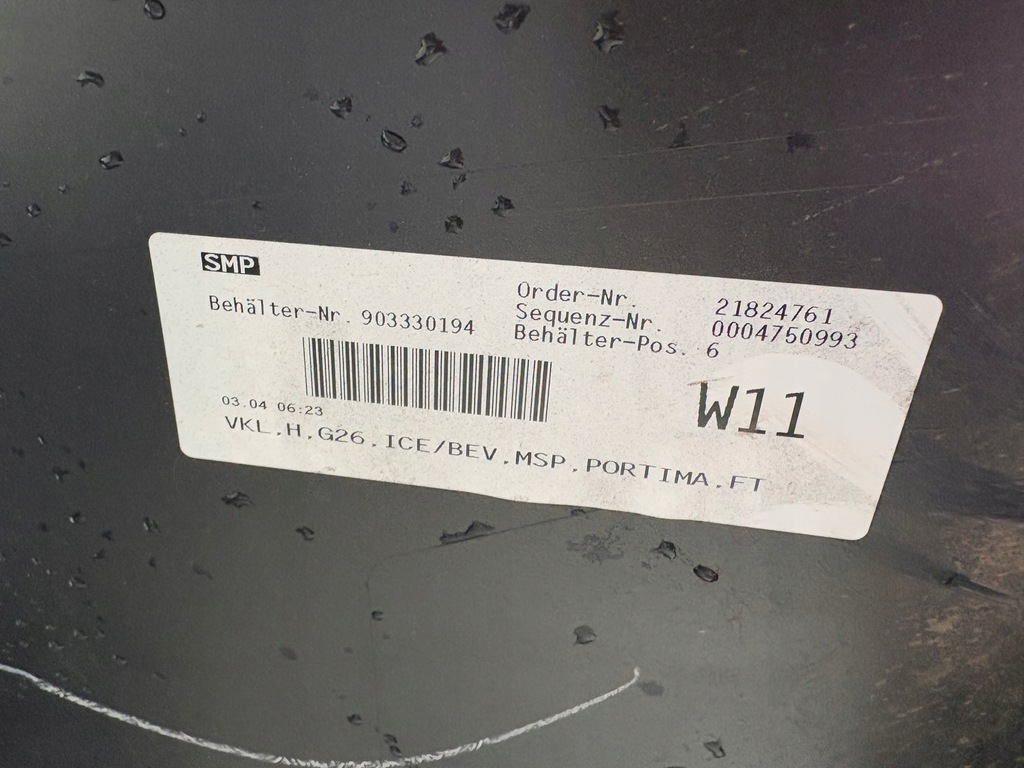 SMP
Behälter-Nr. 903330194
Order-Nr. 21824761
Sequenz-Nr. 0004750993
Behälter-Pos. 6
W11
03.04 06:23
VKL,H,G26,ICE/BEV,MSP,PORTIMA,FT